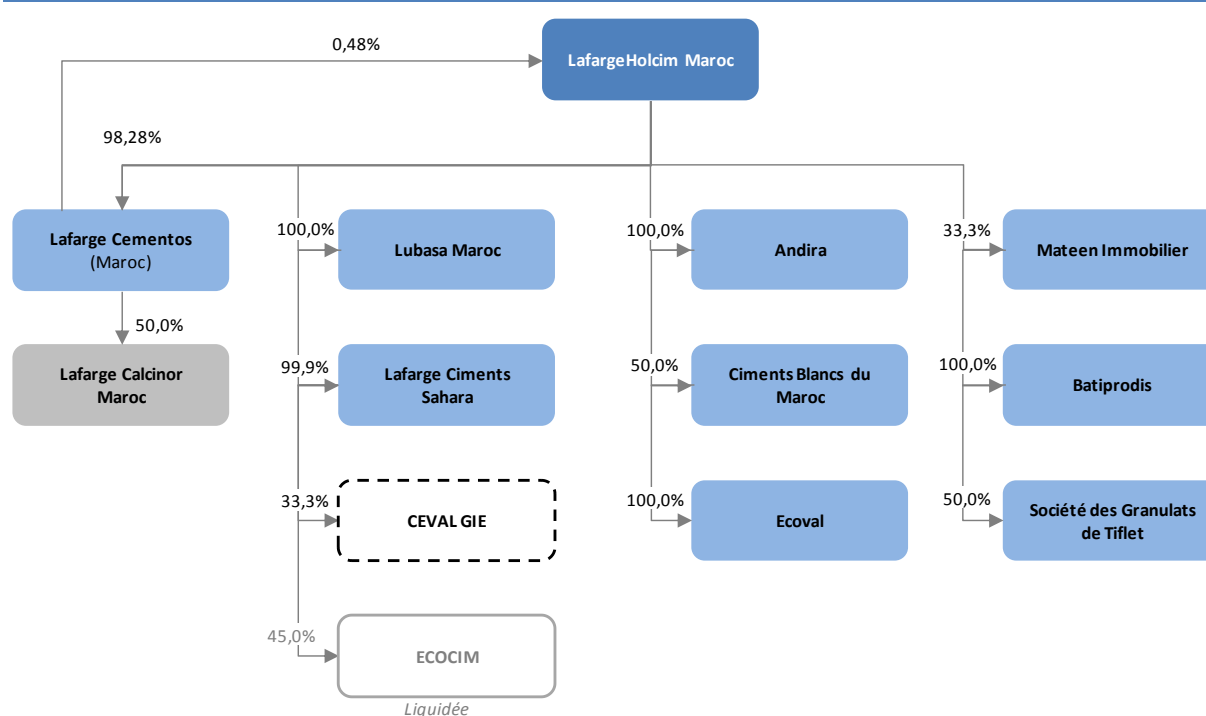 0,48%
LafargeHolcim Maroc
98,28%
Lafarge Cementos
(Maroc)
100,0%
Lubasa Maroc
100,0%
Andira
33,3%
Mateen Immobilier
50,0%
Lafarge Calcinor
Maroc
99,9%
Lafarge Ciments
Sahara
50,0%
Ciments Blancs du
Maroc
100,0%
Batiprodis
33,3%
CEVAL GIE
100,0%
Ecoval
50,0%
Société des Granulats
de Tiflet
45,0%
ECOCIM
Liquidée